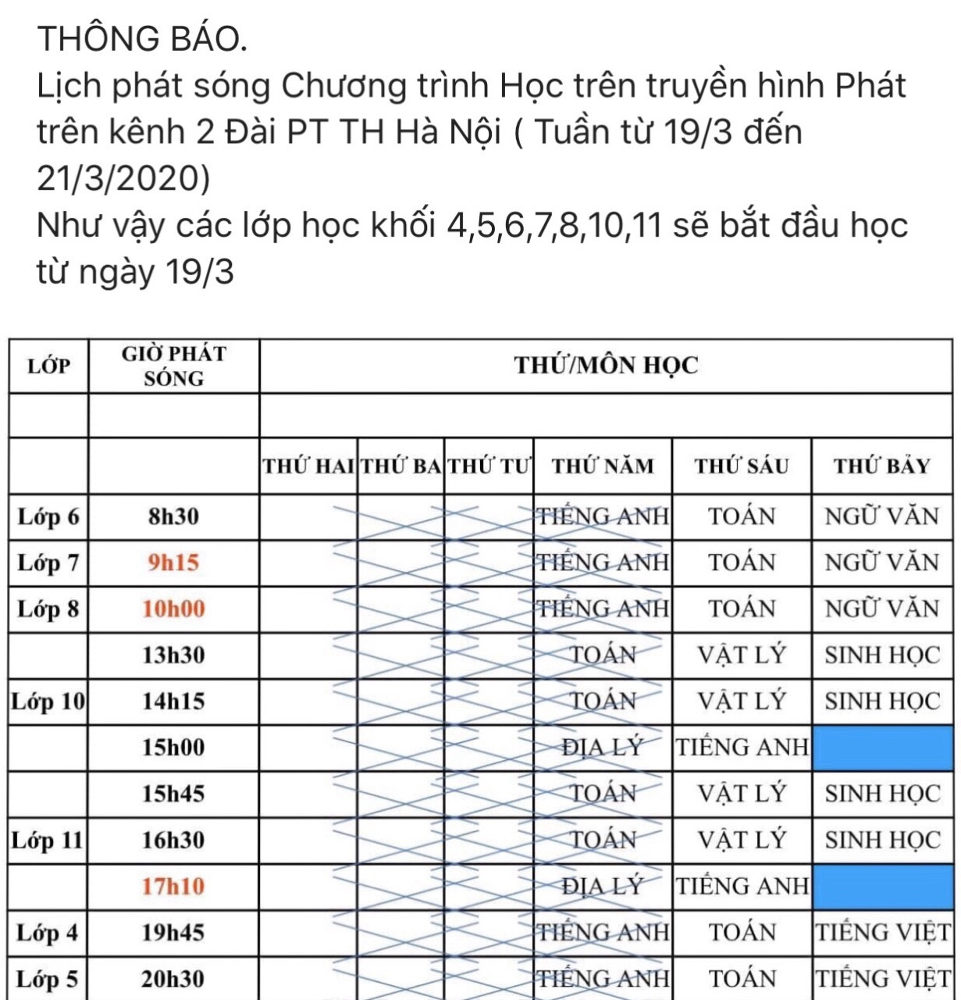 THÔNG BÁO.
Lịch phát sóng Chương trình Học trên truyền hình Phát
trên kênh 2 Đài PT TH Hà Nội ( Tuần từ 19/3 đến
21/3/2020)
Như vậy các lớp học khối 4,5,6,7,8,10,11 sẽ bắt đầu học
từ ngày 19/3
LỚP GIỜ PHÁT SÓNG THỨ/MÔN HỌC
THỨ HAI THỨ BA THỨ TƯ THỨ NĂM THỨ SÁU THỨ BẢY
Lớp 6 8h30 TIẾNG ANH TOÁN NGỮ VĂN
Lớp 7 9h15 TIẾNG ANH TOÁN NGỮ VĂN
Lớp 8 10h00 TIẾNG ANH TOÁN NGỮ VĂN
13h30 TOÁN VẬT LÝ SINH HỌC
Lớp 10 14h15 TOÁN VẬT LÝ SINH HỌC
15h00 ĐỊA LÝ TIẾNG ANH
15h45 TOÁN VẬT LÝ SINH HỌC
Lớp 11 16h30 TOÁN VẬT LÝ SINH HỌC
17h10 ĐỊA LÝ TIẾNG ANH
Lớp 4 19h45 TIẾNG ANH TOÁN TIẾNG VIỆT
Lớp 5 20h30 TIẾNG ANH TOÁN TIẾNG VIỆT